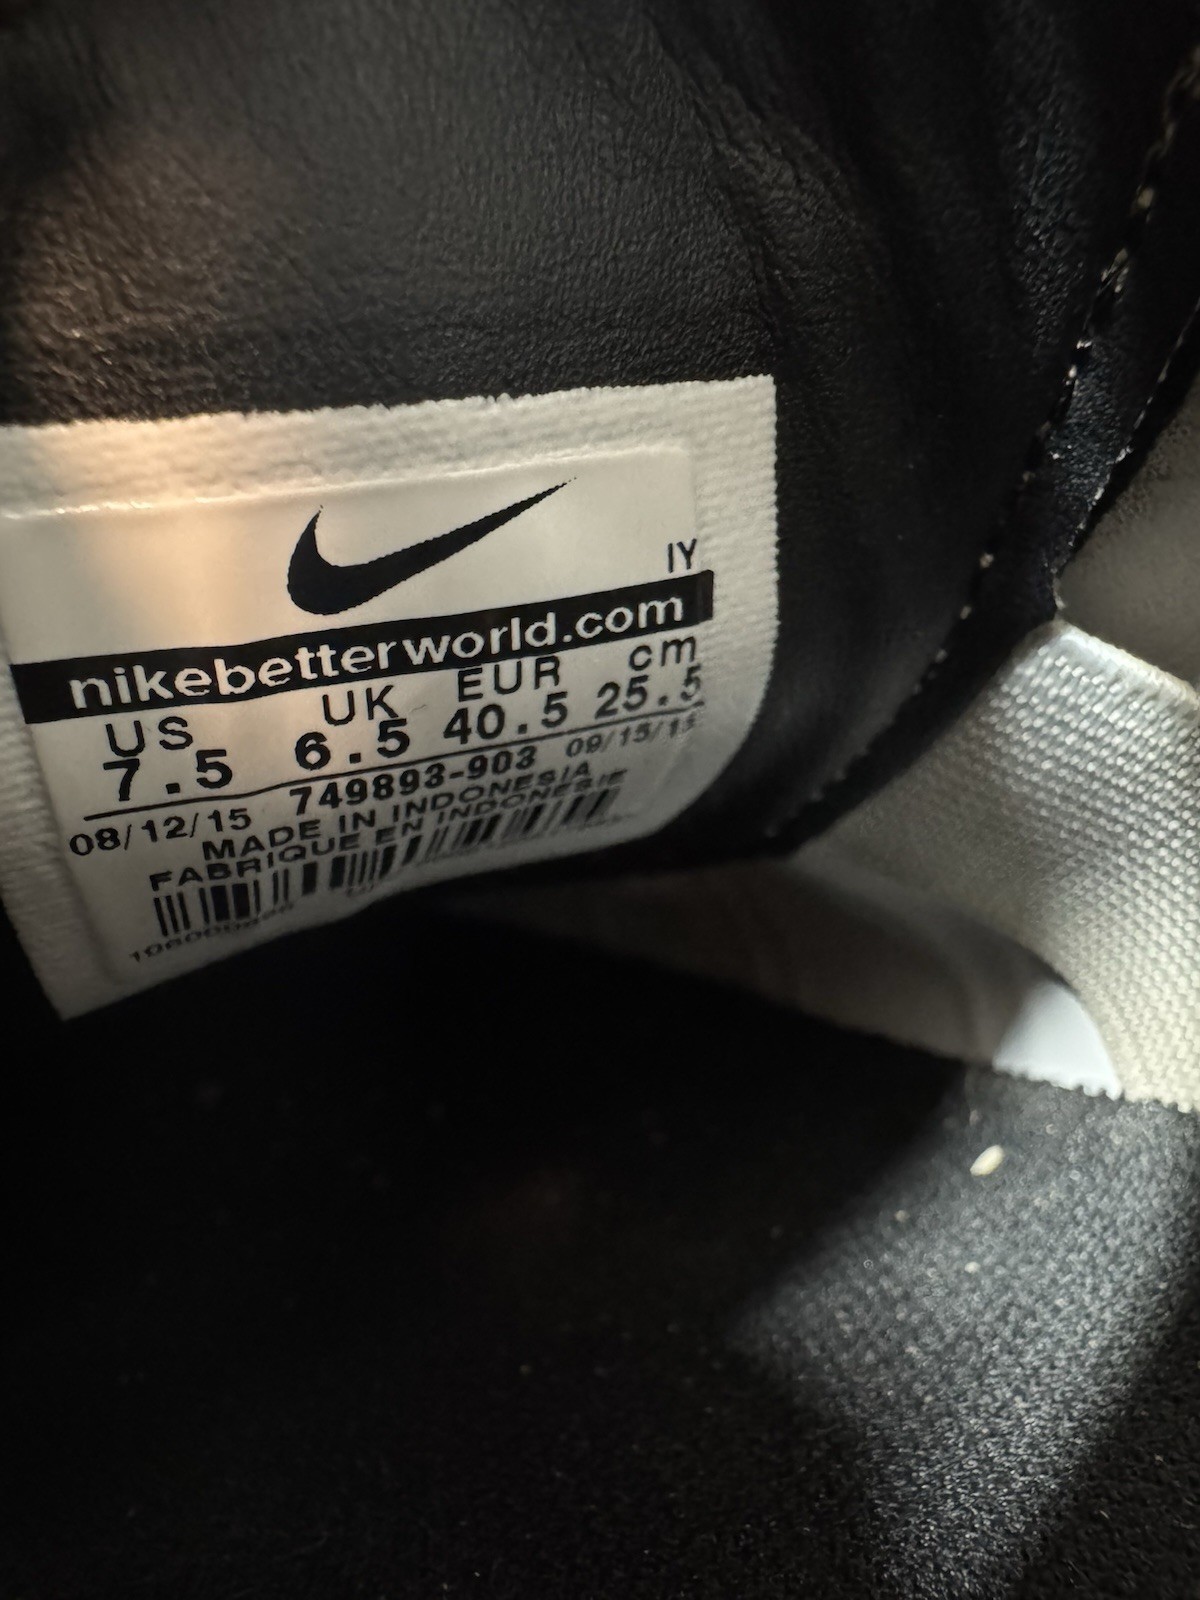 IY
nikebetterworld.com
US UK EUR cm
7.5 6.5 40.5 25.5
08/12/15 749893-903
MADE IN INDONESIA
FABRIQUE EN INDONESIE